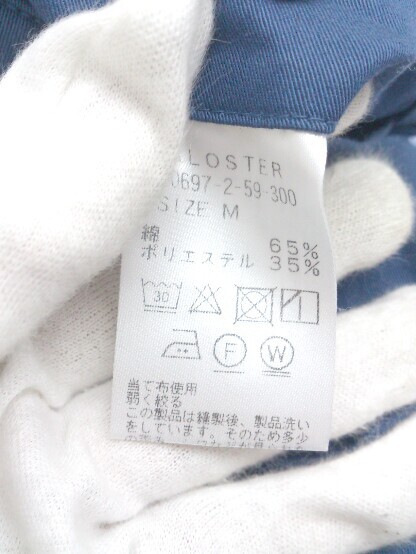 LOSTER
0697-2-59-300
SIZE M
綿 65%
ポリエステル 35%
30
F W
当て布使用
弱く絞る
この製品は縫製後、製品洗い
をしています。そのため多少